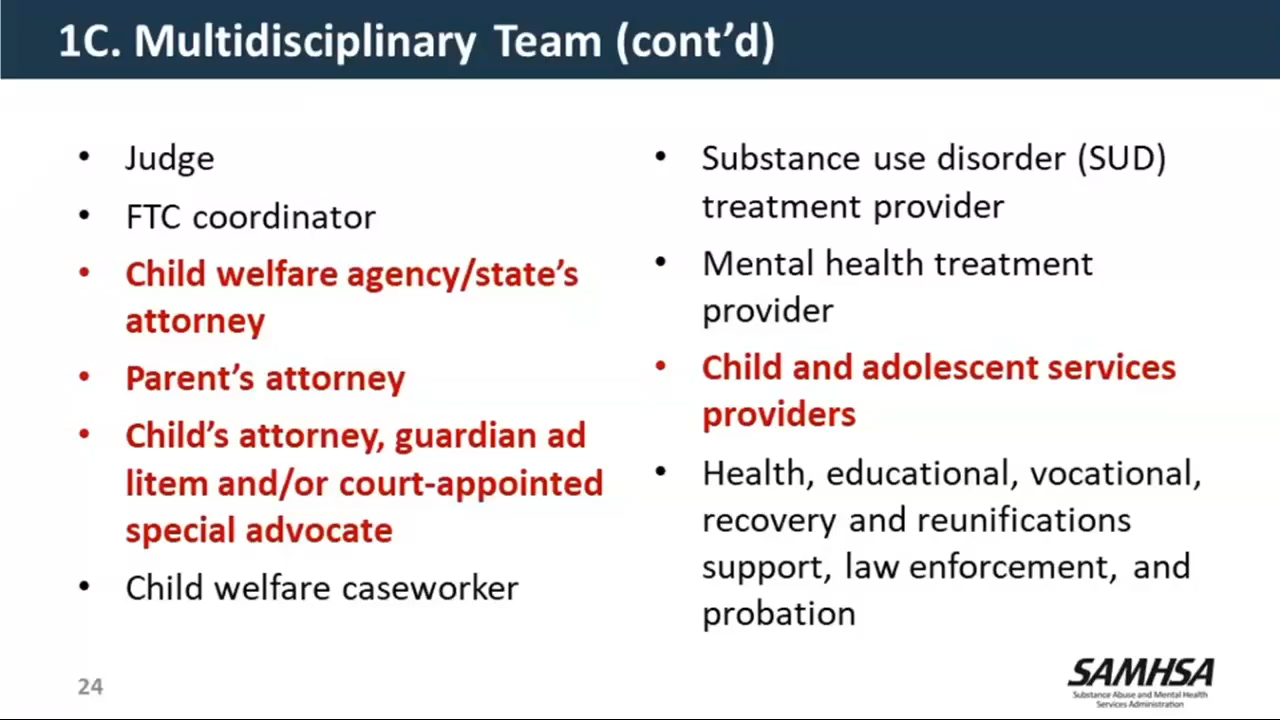 1C. Multidisciplinary Team (cont’d)
• Judge
• FTC coordinator
• Child welfare agency/state’s
attorney
• Parent’s attorney
• Child’s attorney, guardian ad
litem and/or court-appointed
special advocate
• Child welfare caseworker
• Substance use disorder (SUD)
treatment provider
• Mental health treatment
provider
• Child and adolescent services
providers
• Health, educational, vocational,
recovery and reunifications
support, law enforcement, and
probation
24
SAMHSA
Substance Abuse and Mental Health
Services Administration